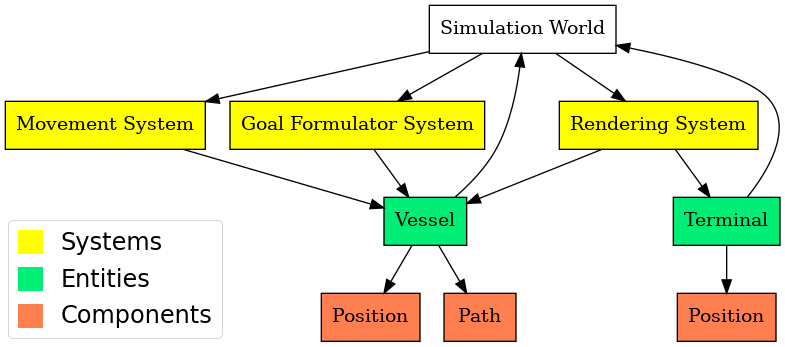 Simulation World
Movement System
Goal Formulator System
Rendering System
Vessel
Terminal
Systems
Entities
Components
Position
Path
Position